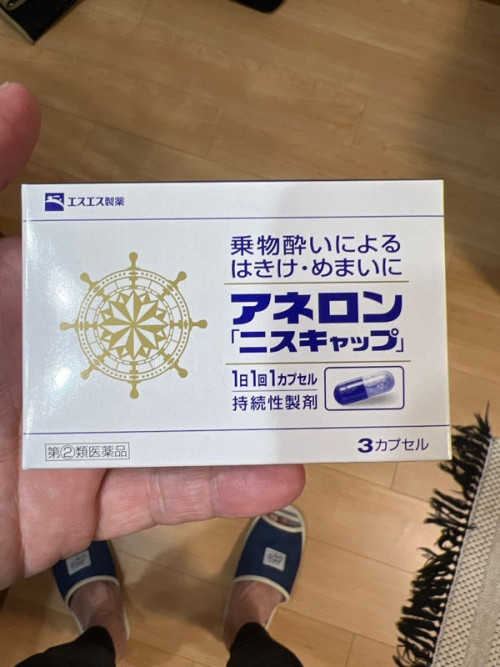 エスエス製薬
乗物酔いによる
はきけ・めまいに
アネロン
「ニスキャップ」
1日1回1カプセル
持続性製剤
指②類医薬品
3カプセル